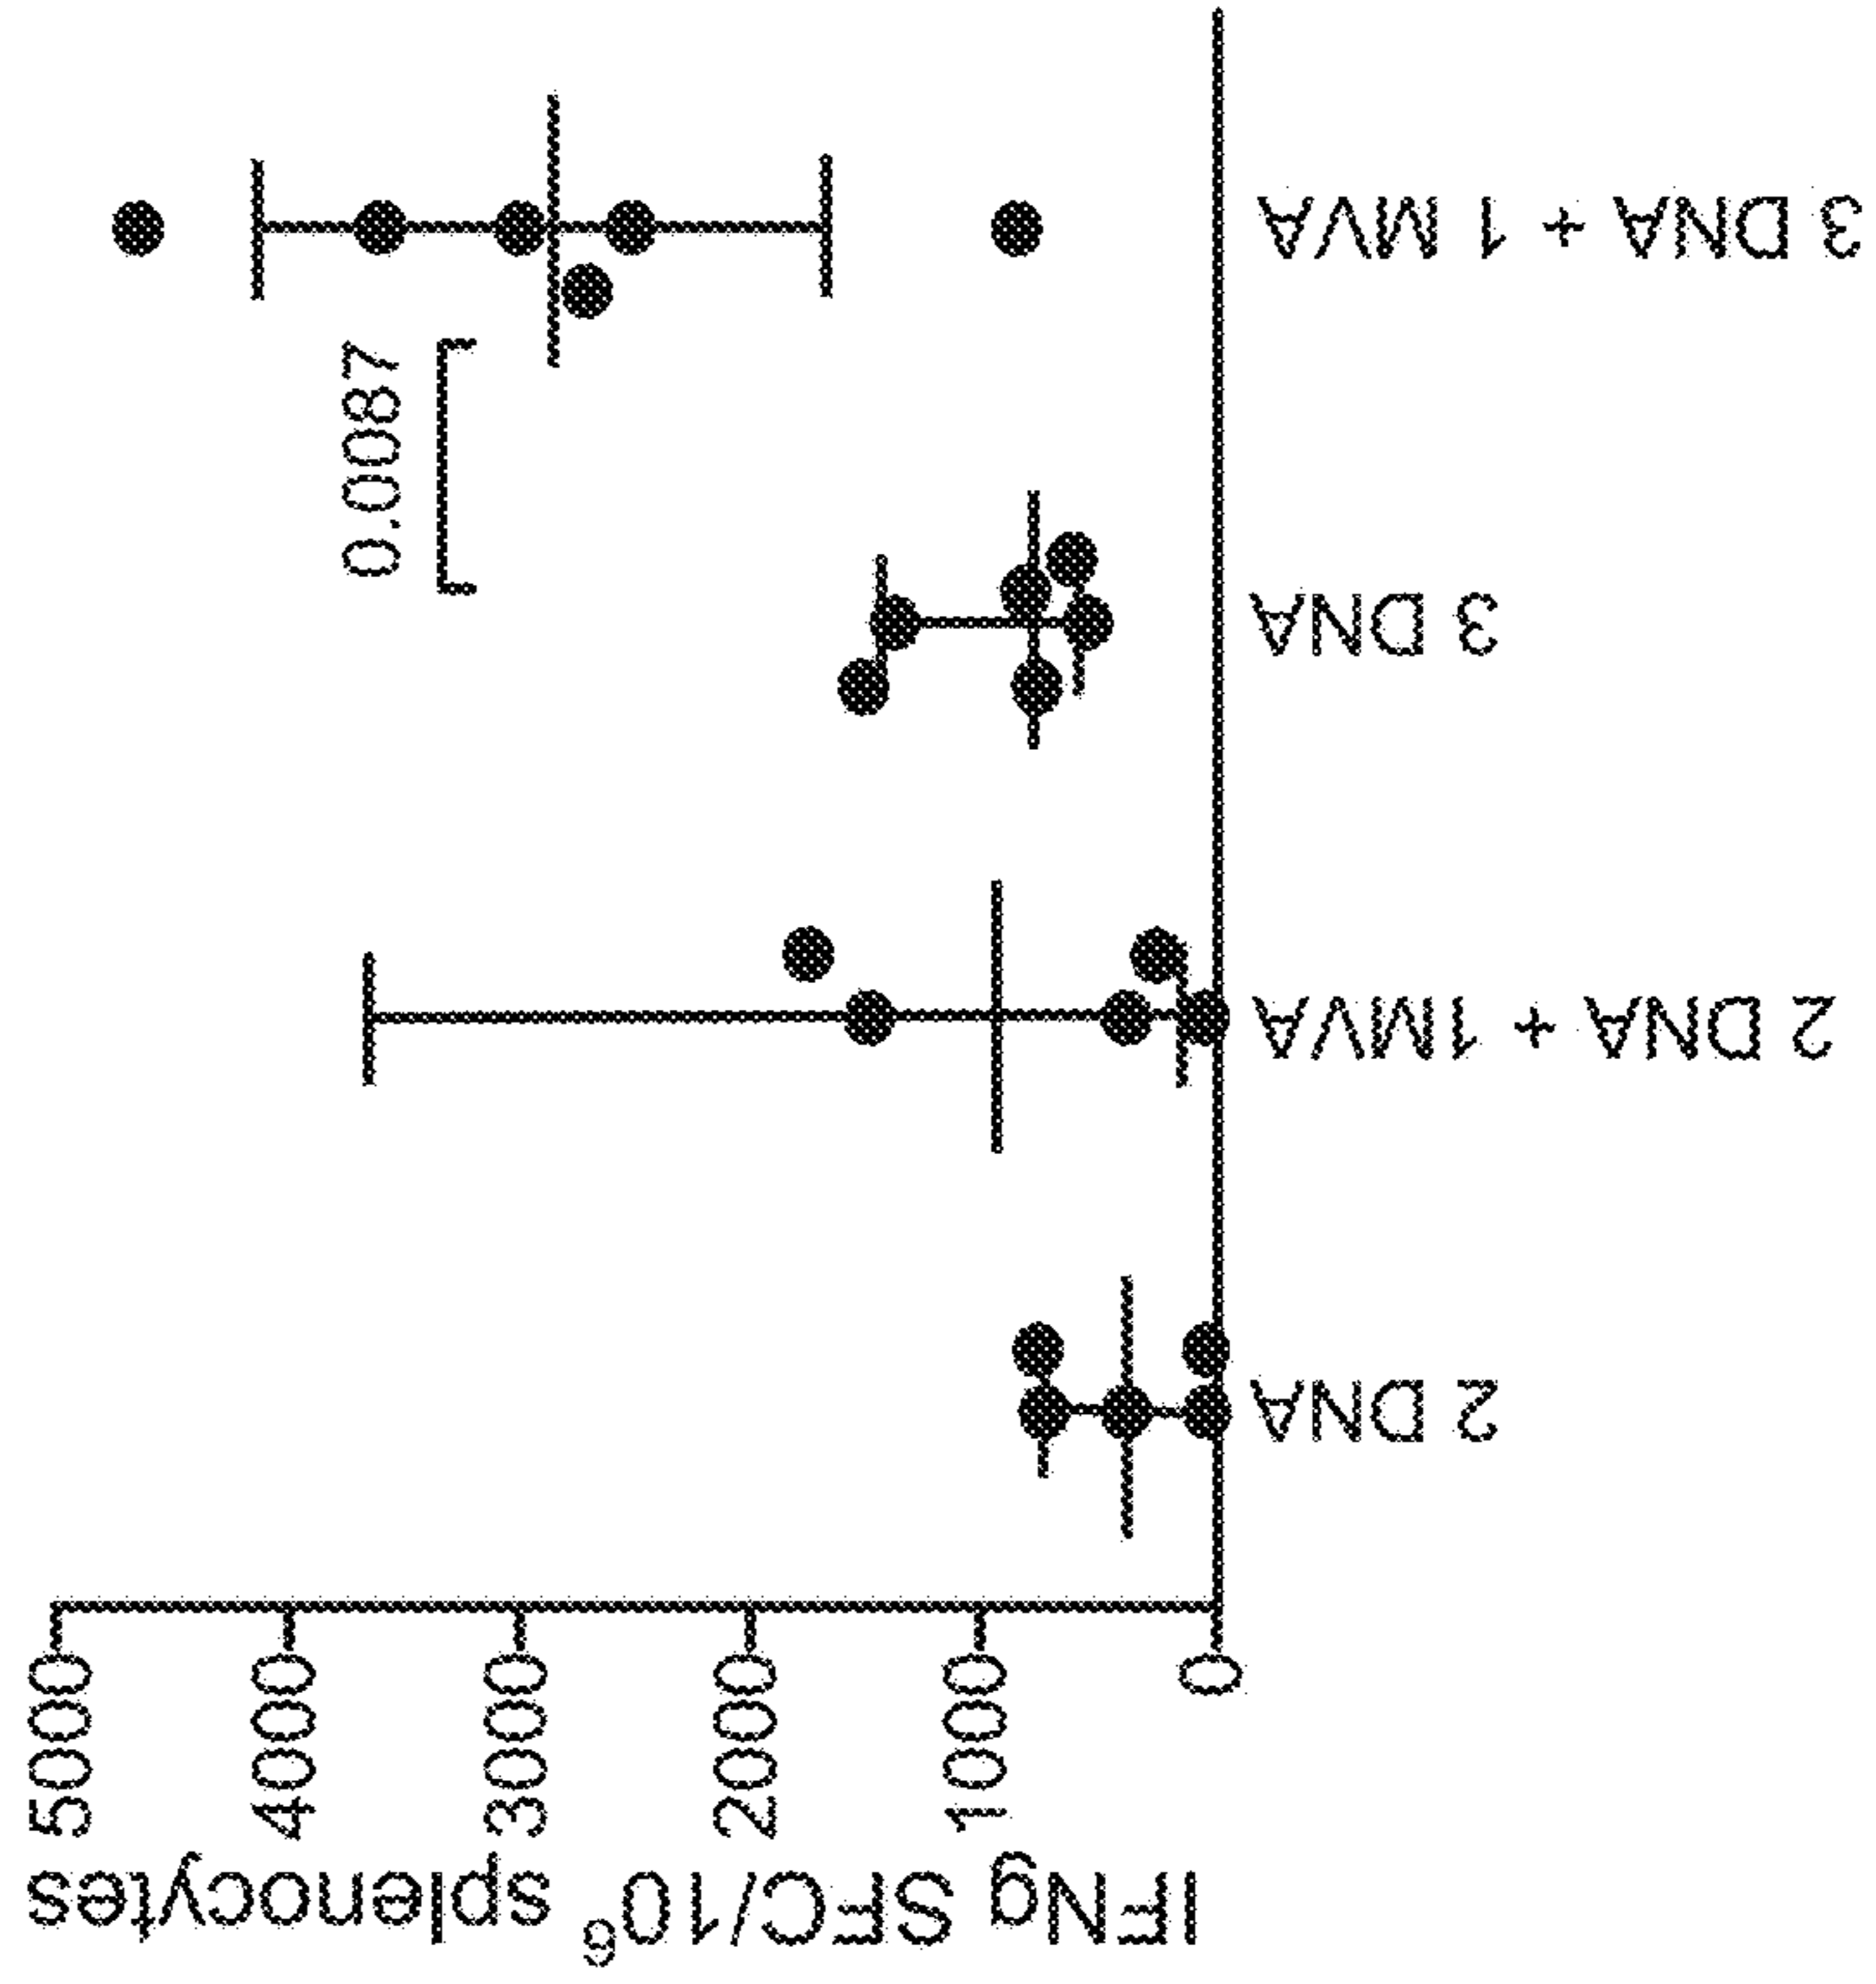 IFNg SFC/10⁶ splenocytes
5000
4000
3000
2000
1000
0
0.0087
2 DNA
2 DNA + 1MVA
3 DNA
3 DNA + 1 MVA